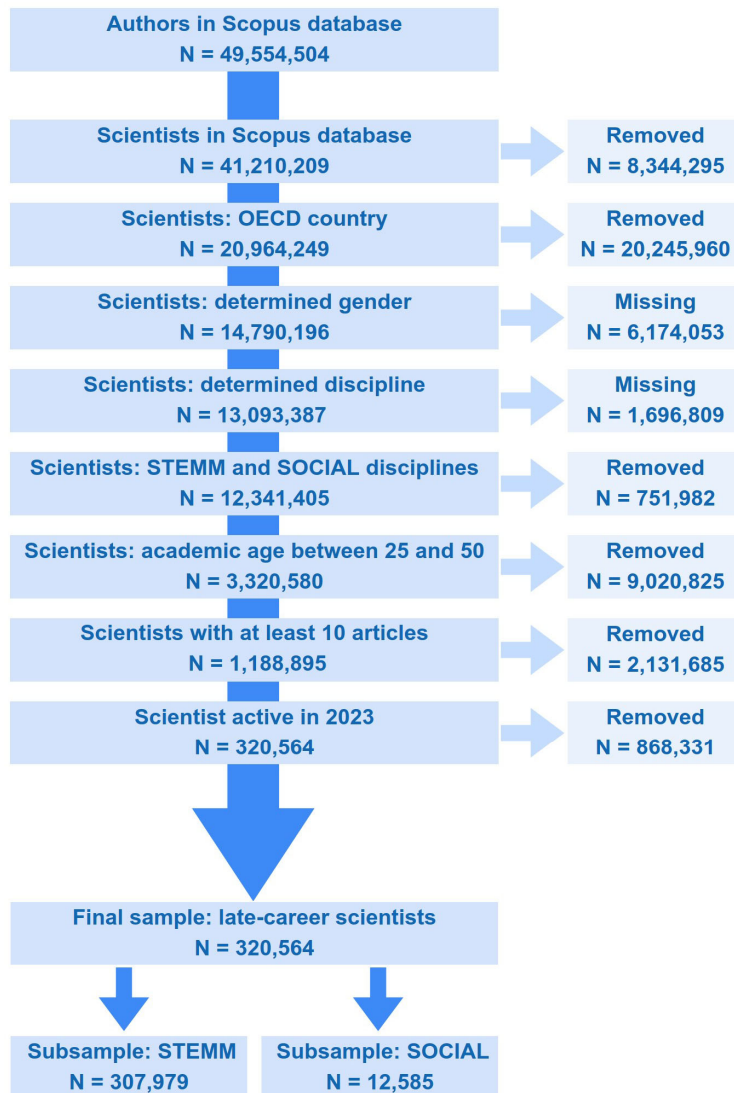 Authors in Scopus database
N = 49,554,504
Scientists in Scopus database
N = 41,210,209
Removed
N = 8,344,295
Scientists: OECD country
N = 20,964,249
Removed
N = 20,245,960
Scientists: determined gender
N = 14,790,196
Missing
N = 6,174,053
Scientists: determined discipline
N = 13,093,387
Missing
N = 1,696,809
Scientists: STEMM and SOCIAL disciplines
N = 12,341,405
Removed
N = 751,982
Scientists: academic age between 25 and 50
N = 3,320,580
Removed
N = 9,020,825
Scientists with at least 10 articles
N = 1,188,895
Removed
N = 2,131,685
Scientist active in 2023
N = 320,564
Removed
N = 868,331
Final sample: late-career scientists
N = 320,564
Subsample: STEMM
N = 307,979
Subsample: SOCIAL
N = 12,585